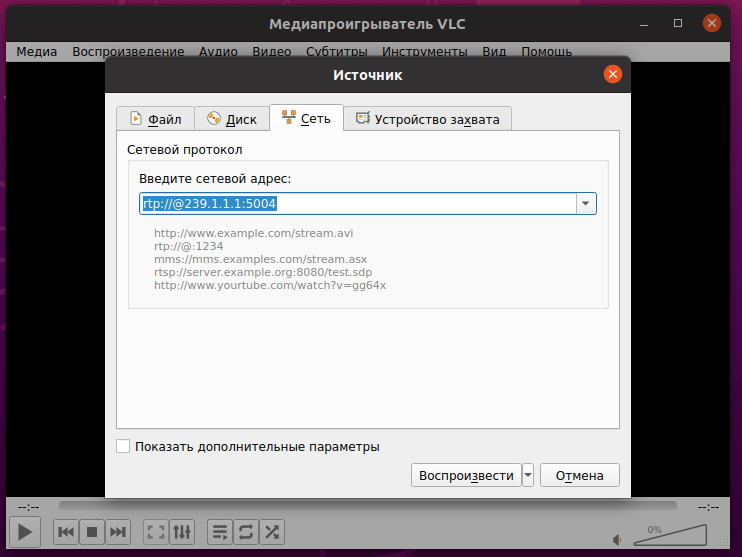 Медиапроигрыватель VLC
Медиа Воспроизведение Аудио Видео Субтитры Инструменты Вид Помощь
Источник
Файл Диск Сеть Устройство захвата
Сетевой протокол
Введите сетевой адрес:
rtp://@239.1.1.1:5004
http://www.example.com/stream.avi
rtp://@:1234
mms://mms.examples.com/stream.asx
rtsp://server.example.org:8080/test.sdp
http://www.yourtube.com/watch?v=gg64x
Показать дополнительные параметры
Воспроизвести Отмена
--:-- --:--
0%